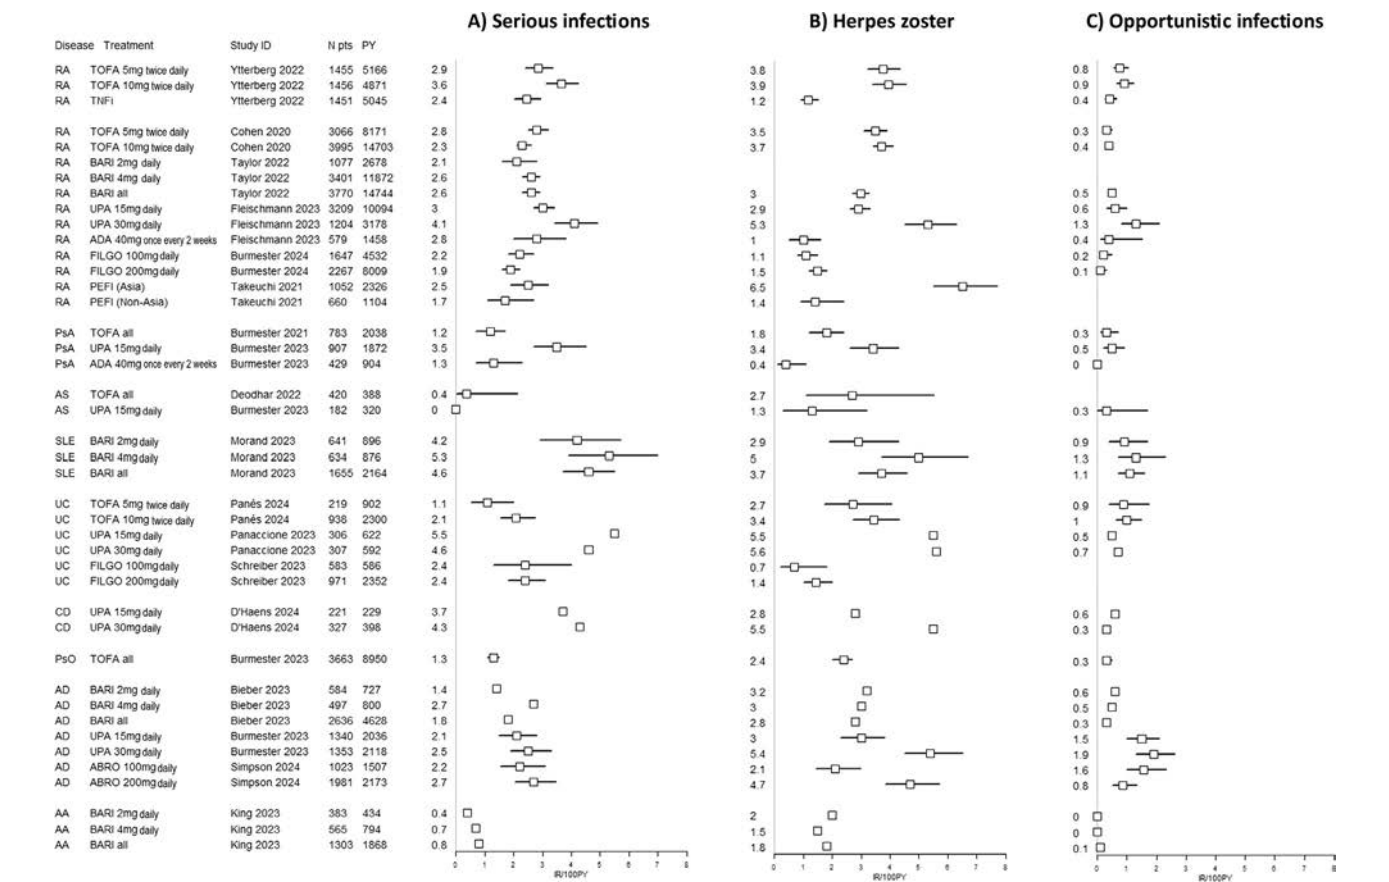 A) Serious infections B) Herpes zoster C) Opportunistic infections
Disease Treatment Study ID N pts PY
RA TOFA 5mg twice daily Ytterberg 2022 1455 5166 2.9 3.8 0.8
RA TOFA 10mg twice daily Ytterberg 2022 1456 4871 3.6 3.9 0.9
RA TNFi Ytterberg 2022 1451 5045 2.4 1.2 0.4
RA TOFA 5mg twice daily Cohen 2020 3066 8171 2.8 3.5 0.3
RA TOFA 10mg twice daily Cohen 2020 3995 14703 2.3 3.7 0.4
RA BARI 2mg daily Taylor 2022 1077 2678 2.1
RA BARI 4mg daily Taylor 2022 3401 11872 2.6
RA BARI all Taylor 2022 3770 14744 2.6 3 0.5
RA UPA 15mg daily Fleischmann 2023 3209 10094 3 2.9 0.6
RA UPA 30mg daily Fleischmann 2023 1204 3178 4.1 5.3 1.3
RA ADA 40mg once every 2 weeks Fleischmann 2023 579 1458 2.8 1 0.4
RA FILGO 100mg daily Burmester 2024 1647 4532 2.2 1.1 0.2
RA FILGO 200mg daily Burmester 2024 2267 8009 1.9 1.5 0.1
RA PEFI (Asia) Takeuchi 2021 1052 2326 2.5 6.5
RA PEFI (Non-Asia) Takeuchi 2021 660 1104 1.7 1.4
PsA TOFA all Burmester 2021 783 2038 1.2 1.8 0.3
PsA UPA 15mg daily Burmester 2023 907 1872 3.5 3.4 0.5
PsA ADA 40mg once every 2 weeks Burmester 2023 429 904 1.3 0.4 0
AS TOFA all Deodhar 2022 420 388 0.4 2.7
AS UPA 15mg daily Burmester 2023 182 320 0 1.3 0.3
SLE BARI 2mg daily Morand 2023 641 896 4.2 2.9 0.9
SLE BARI 4mg daily Morand 2023 634 876 5.3 5 1.3
SLE BARI all Morand 2023 1655 2164 4.6 3.7 1.1
UC TOFA 5mg twice daily Panés 2024 219 902 1.1 2.7 0.9
UC TOFA 10mg twice daily Panés 2024 938 2300 2.1 3.4 1
UC UPA 15mg daily Panaccione 2023 306 622 5.5 5.5 0.5
UC UPA 30mg daily Panaccione 2023 307 592 4.6 5.6 0.7
UC FILGO 100mg daily Schreiber 2023 583 586 2.4 0.7
UC FILGO 200mg daily Schreiber 2023 971 2352 2.4 1.4
CD UPA 15mg daily D'Haens 2024 221 229 3.7 2.8 0.6
CD UPA 30mg daily D'Haens 2024 327 398 4.3 5.5 0.3
PsO TOFA all Burmester 2023 3663 8950 1.3 2.4 0.3
AD BARI 2mg daily Bieber 2023 584 727 1.4 3.2 0.6
AD BARI 4mg daily Bieber 2023 497 800 2.7 3 0.5
AD BARI all Bieber 2023 2636 4628 1.8 2.8 0.3
AD UPA 15mg daily Burmester 2023 1340 2036 2.1 3 1.5
AD UPA 30mg daily Burmester 2023 1353 2118 2.5 5.4 1.9
AD ABRO 100mg daily Simpson 2024 1023 1507 2.2 2.1 1.6
AD ABRO 200mg daily Simpson 2024 1981 2173 2.7 4.7 0.8
AA BARI 2mg daily King 2023 383 434 0.4 2 0
AA BARI 4mg daily King 2023 565 794 0.7 1.5 0
AA BARI all King 2023 1303 1868 0.8 1.8 0.1
0 1 2 3 4 5 6 7 8 0 1 2 3 4 5 6 7 8 0 1 2 3 4 5 6 7 8
IR/100PY IR/100PY IR/100PY